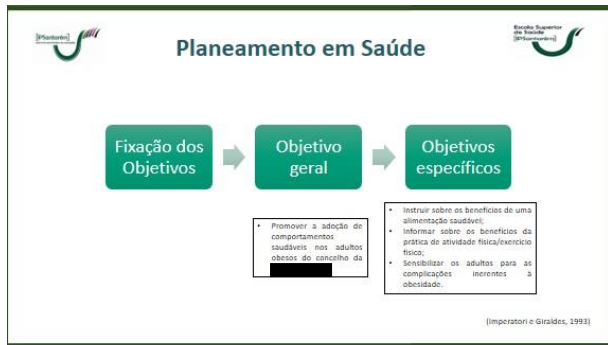 [IPSantarém]
Escola Superior
de Saúde
[IPSantarém]
Planeamento em Saúde
Fixação dos
Objetivos
Objetivo
geral
Objetivos
específicos
• Promover a adoção de
comportamentos
saudáveis nos adultos
obesos do concelho da
• Instruir sobre os benefícios de uma
alimentação saudável;
• Informar sobre os benefícios da
prática de atividade física/exercício
físico;
• Sensibilizar os adultos para as
complicações inerentes à
obesidade.
(Imperatori e Giraldes, 1993)